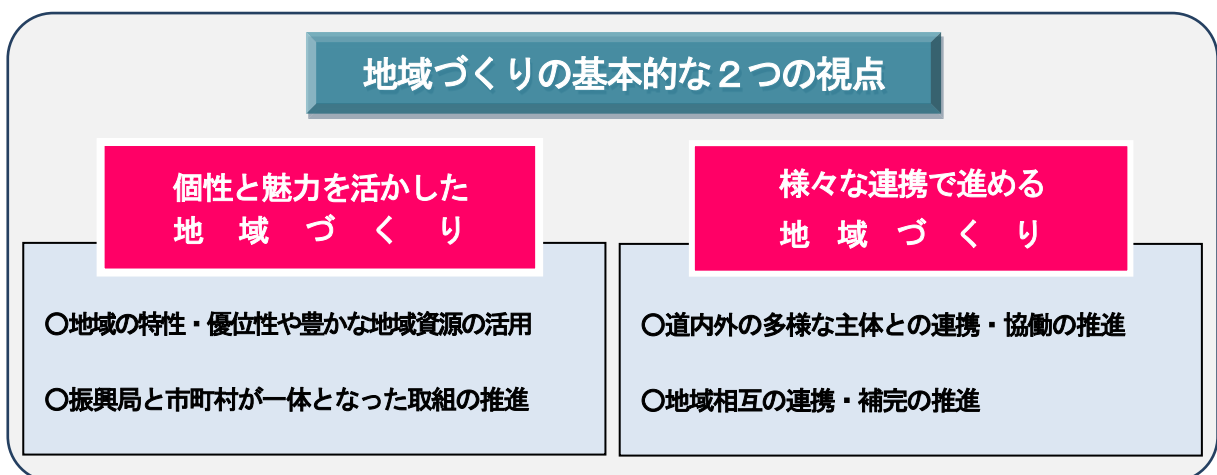 地域づくりの基本的な２つの視点
個性と魅力を活かした
地域づくり
〇地域の特性・優位性や豊かな地域資源の活用
〇振興局と市町村が一体となった取組の推進
様々な連携で進める
地域づくり
〇道内外の多様な主体との連携・協働の推進
〇地域相互の連携・補完の推進